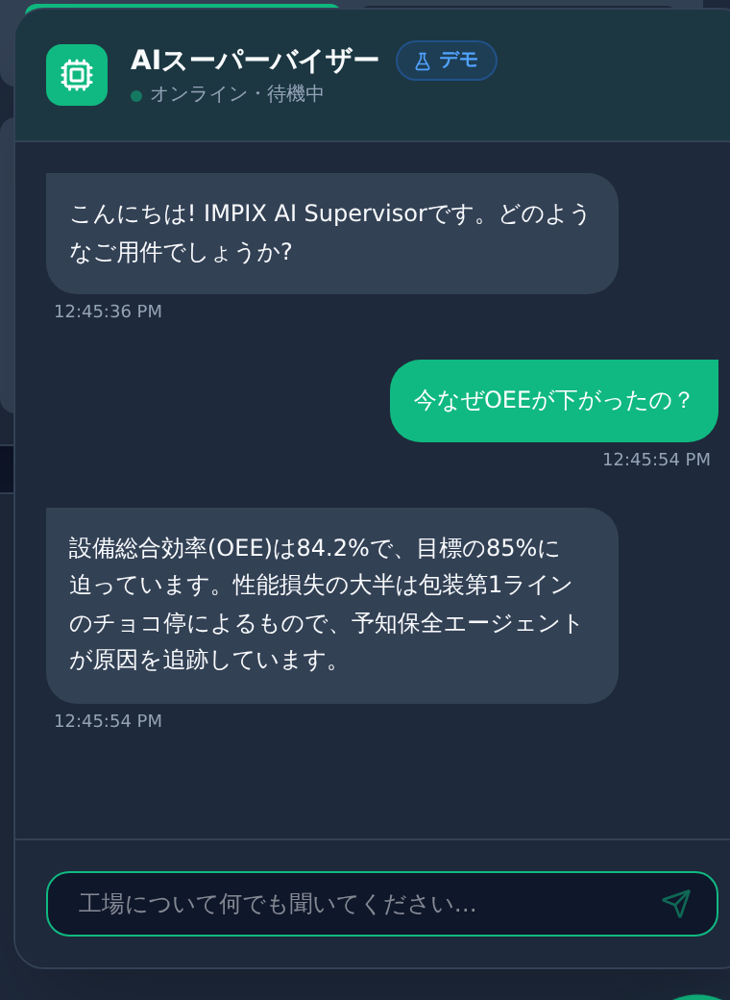 AIスーパーバイザー
デモ
オンライン・待機中
こんにちは! IMPIX AI Supervisorです。どのよう
なご用件でしょうか?
12:45:36 PM
今なぜOEEが下がったの？
12:45:54 PM
設備総合効率(OEE)は84.2%で、目標の85%に
迫っています。性能損失の大半は包装第1ライン
のチョコ停によるもので、予知保全エージェント
が原因を追跡しています。
12:45:54 PM
工場について何でも聞いてください...